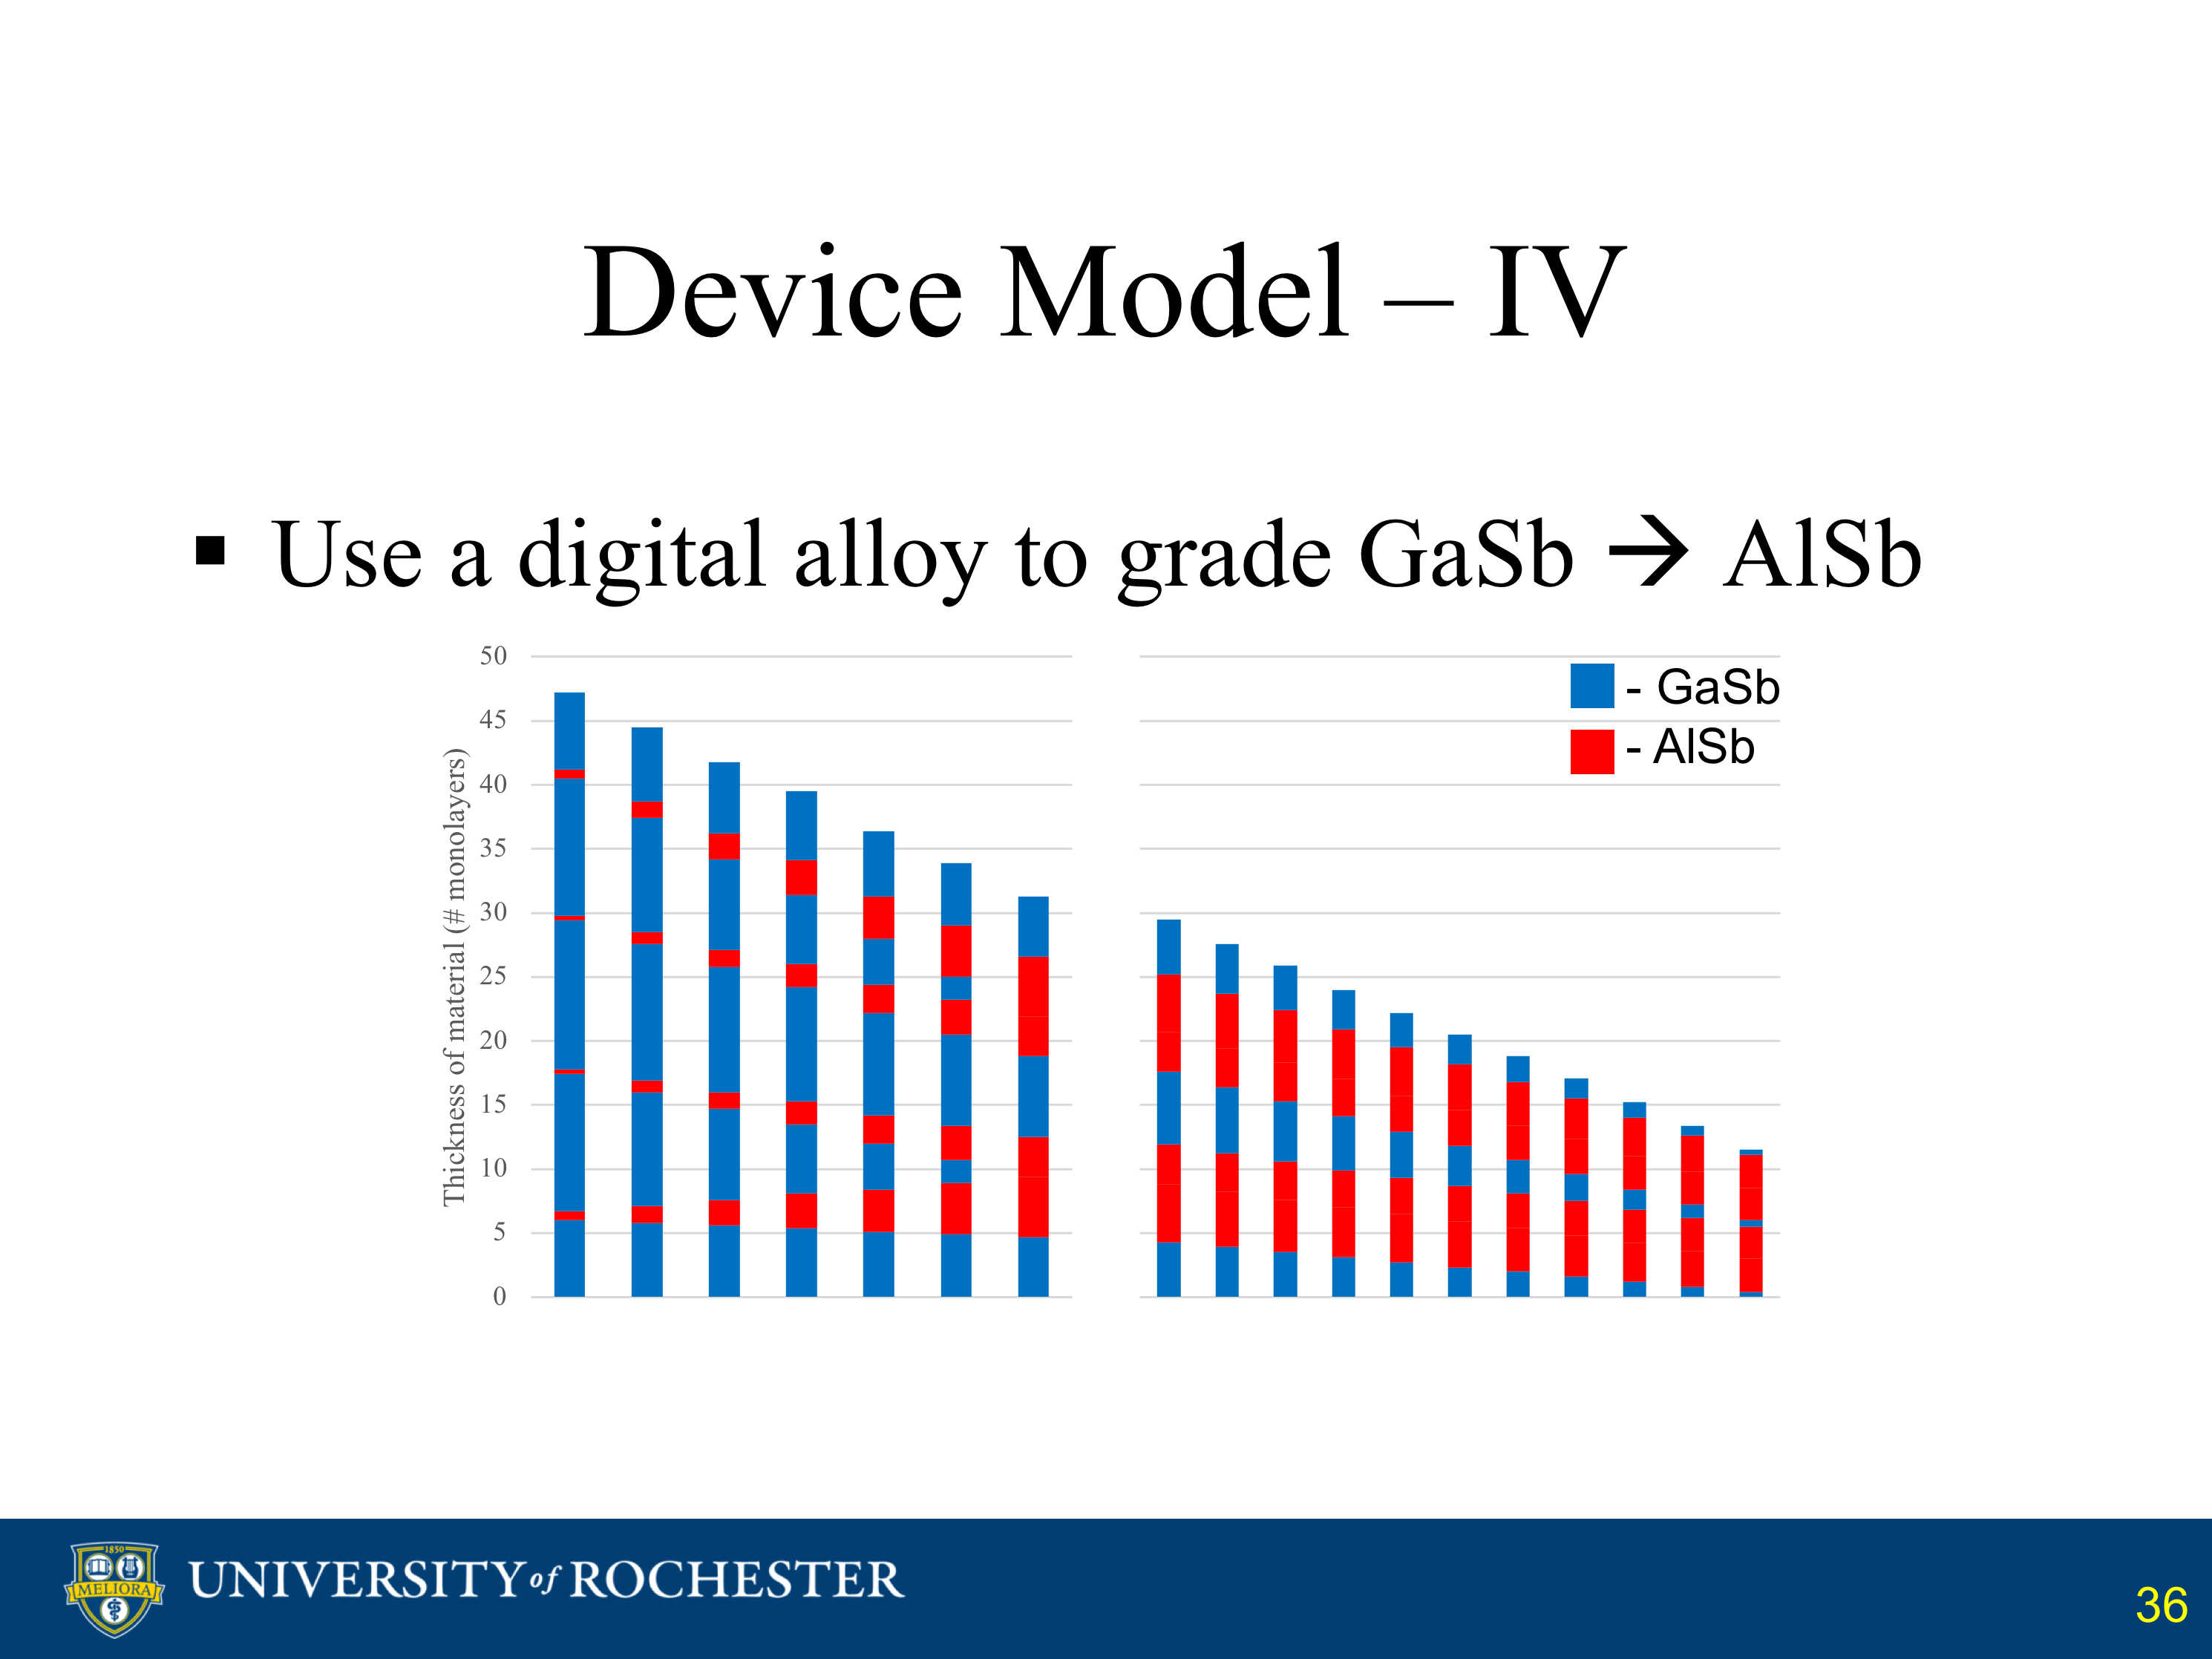 Device Model – IV
▪ Use a digital alloy to grade GaSb → AlSb
Thickness of material (# monolayers)
50
45
40
35
30
25
20
15
10
5
0
- GaSb
- AlSb
1850
MELIORA
UNIVERSITY of ROCHESTER
36